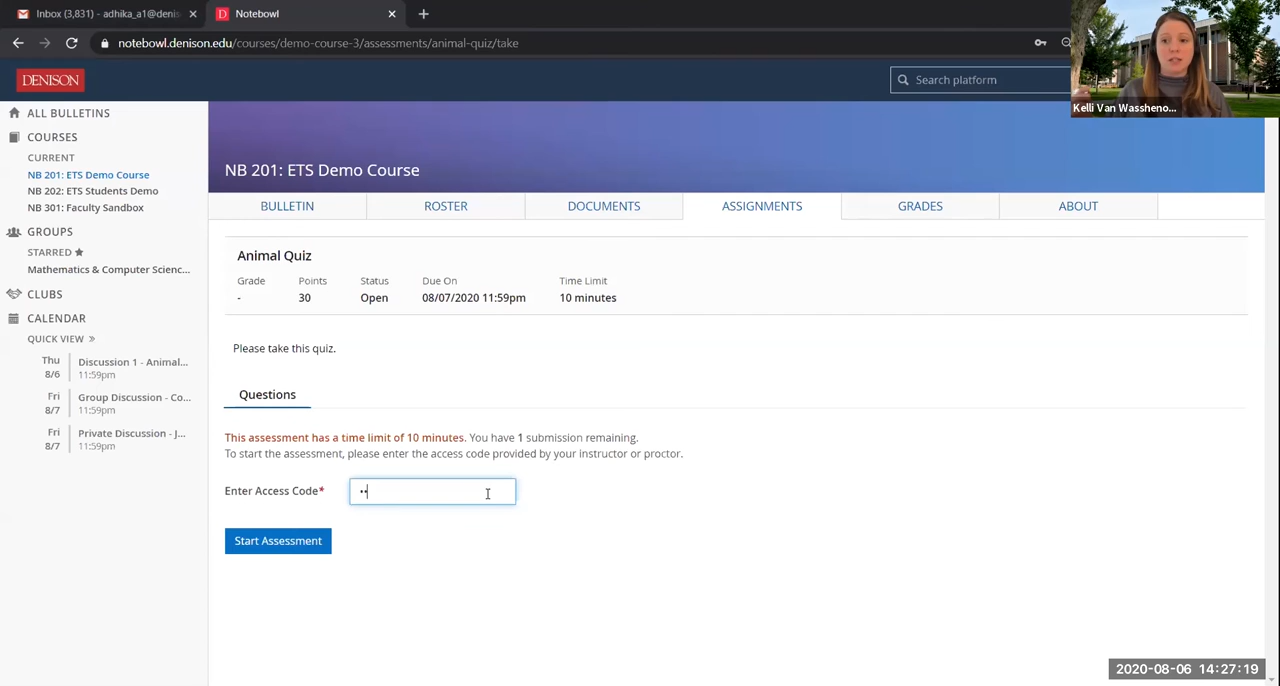 Inbox (3,831) - adhika_a1@denis
Notebowl
notebowl.denison.edu/courses/demo-course-3/assessments/animal-quiz/take
DENISON
Search platform
Kelli Van Wassheno...
ALL BULLETINS
COURSES
CURRENT
NB 201: ETS Demo Course
NB 202: ETS Students Demo
NB 301: Faculty Sandbox
GROUPS
STARRED
Mathematics & Computer Scienc...
CLUBS
CALENDAR
QUICK VIEW
Thu 8/6 Discussion 1 - Animal... 11:59pm
Fri 8/7 Group Discussion - Co... 11:59pm
Fri 8/7 Private Discussion - J... 11:59pm
NB 201: ETS Demo Course
BULLETIN ROSTER DOCUMENTS ASSIGNMENTS GRADES ABOUT
Animal Quiz
Grade Points Status Due On Time Limit
- 30 Open 08/07/2020 11:59pm 10 minutes
Please take this quiz.
Questions
This assessment has a time limit of 10 minutes. You have 1 submission remaining.
To start the assessment, please enter the access code provided by your instructor or proctor.
Enter Access Code*
Start Assessment
2020-08-06 14:27:19